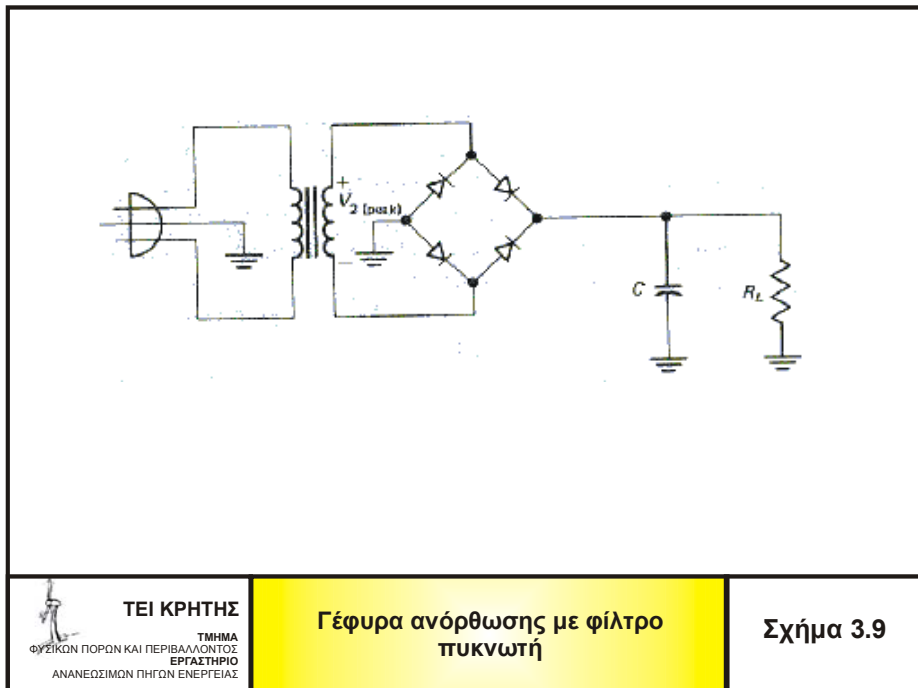 +
V2 (peak)
−
C
RL
ΤΕΙ ΚΡΗΤΗΣ
ΤΜΗΜΑ
ΦΥΣΙΚΩΝ ΠΟΡΩΝ ΚΑΙ ΠΕΡΙΒΑΛΛΟΝΤΟΣ
ΕΡΓΑΣΤΗΡΙΟ
ΑΝΑΝΕΩΣΙΜΩΝ ΠΗΓΩΝ ΕΝΕΡΓΕΙΑΣ
Γέφυρα ανόρθωσης με φίλτρο
πυκνωτή
Σχήμα 3.9